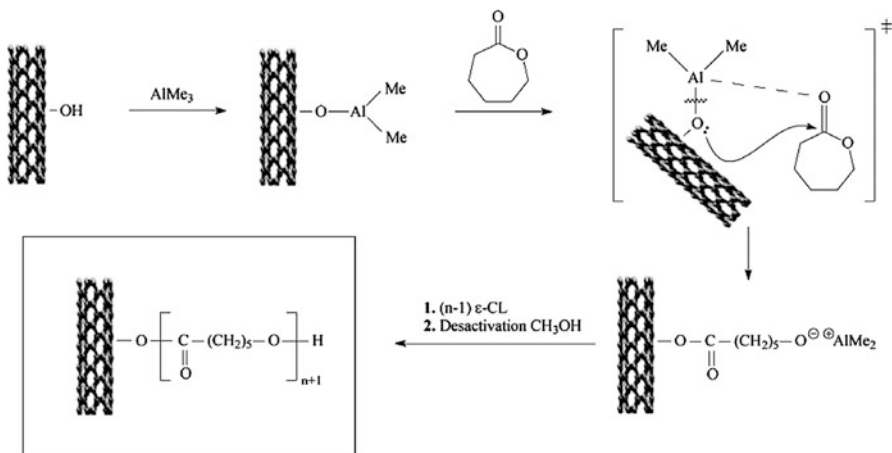 OH
AlMe₃
O—Al
Me
Me
O
O
Me
Me
Al
O:
O
O
‡
O—C—(CH₂)₅—O⊖ ⊕AlMe₂
O
1. (n-1) ε-CL
2. Desactivation CH₃OH
O
C—(CH₂)₅—O
H
O
n+1